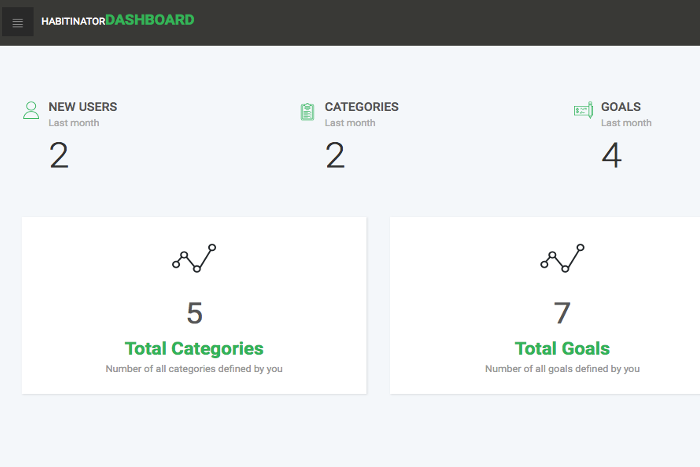 HABITINATORDASHBOARD
NEW USERS
Last month
2
CATEGORIES
Last month
2
GOALS
Last month
4
5
Total Categories
Number of all categories defined by you
7
Total Goals
Number of all goals defined by you